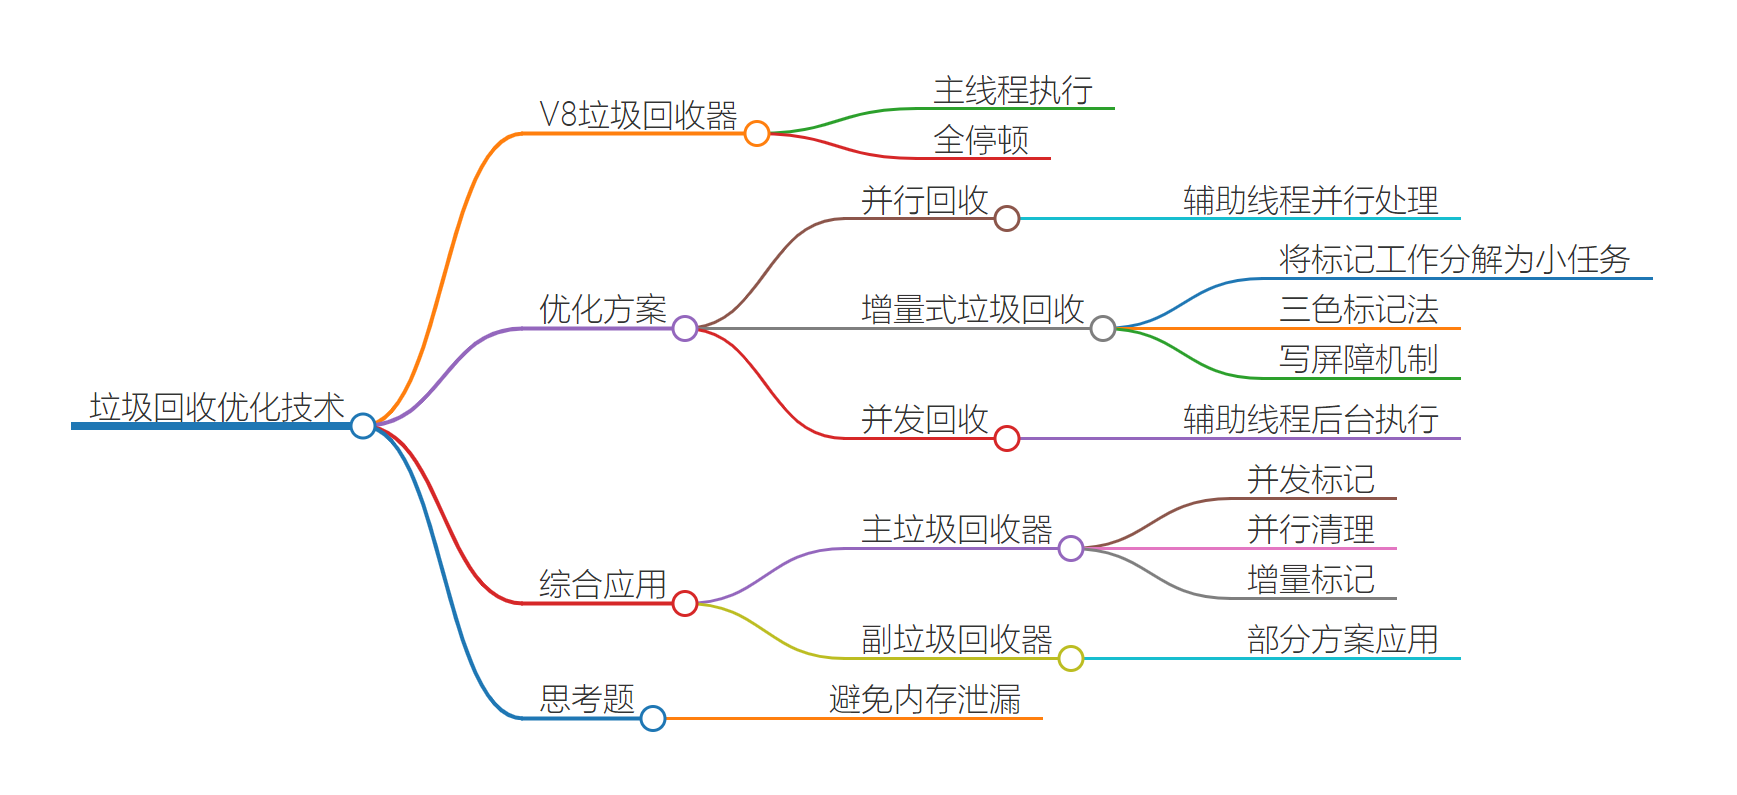 垃圾回收优化技术
V8垃圾回收器
主线程执行
全停顿
优化方案
并行回收
辅助线程并行处理
增量式垃圾回收
将标记工作分解为小任务
三色标记法
写屏障机制
并发回收
辅助线程后台执行
综合应用
主垃圾回收器
并发标记
并行清理
增量标记
副垃圾回收器
部分方案应用
思考题
避免内存泄漏